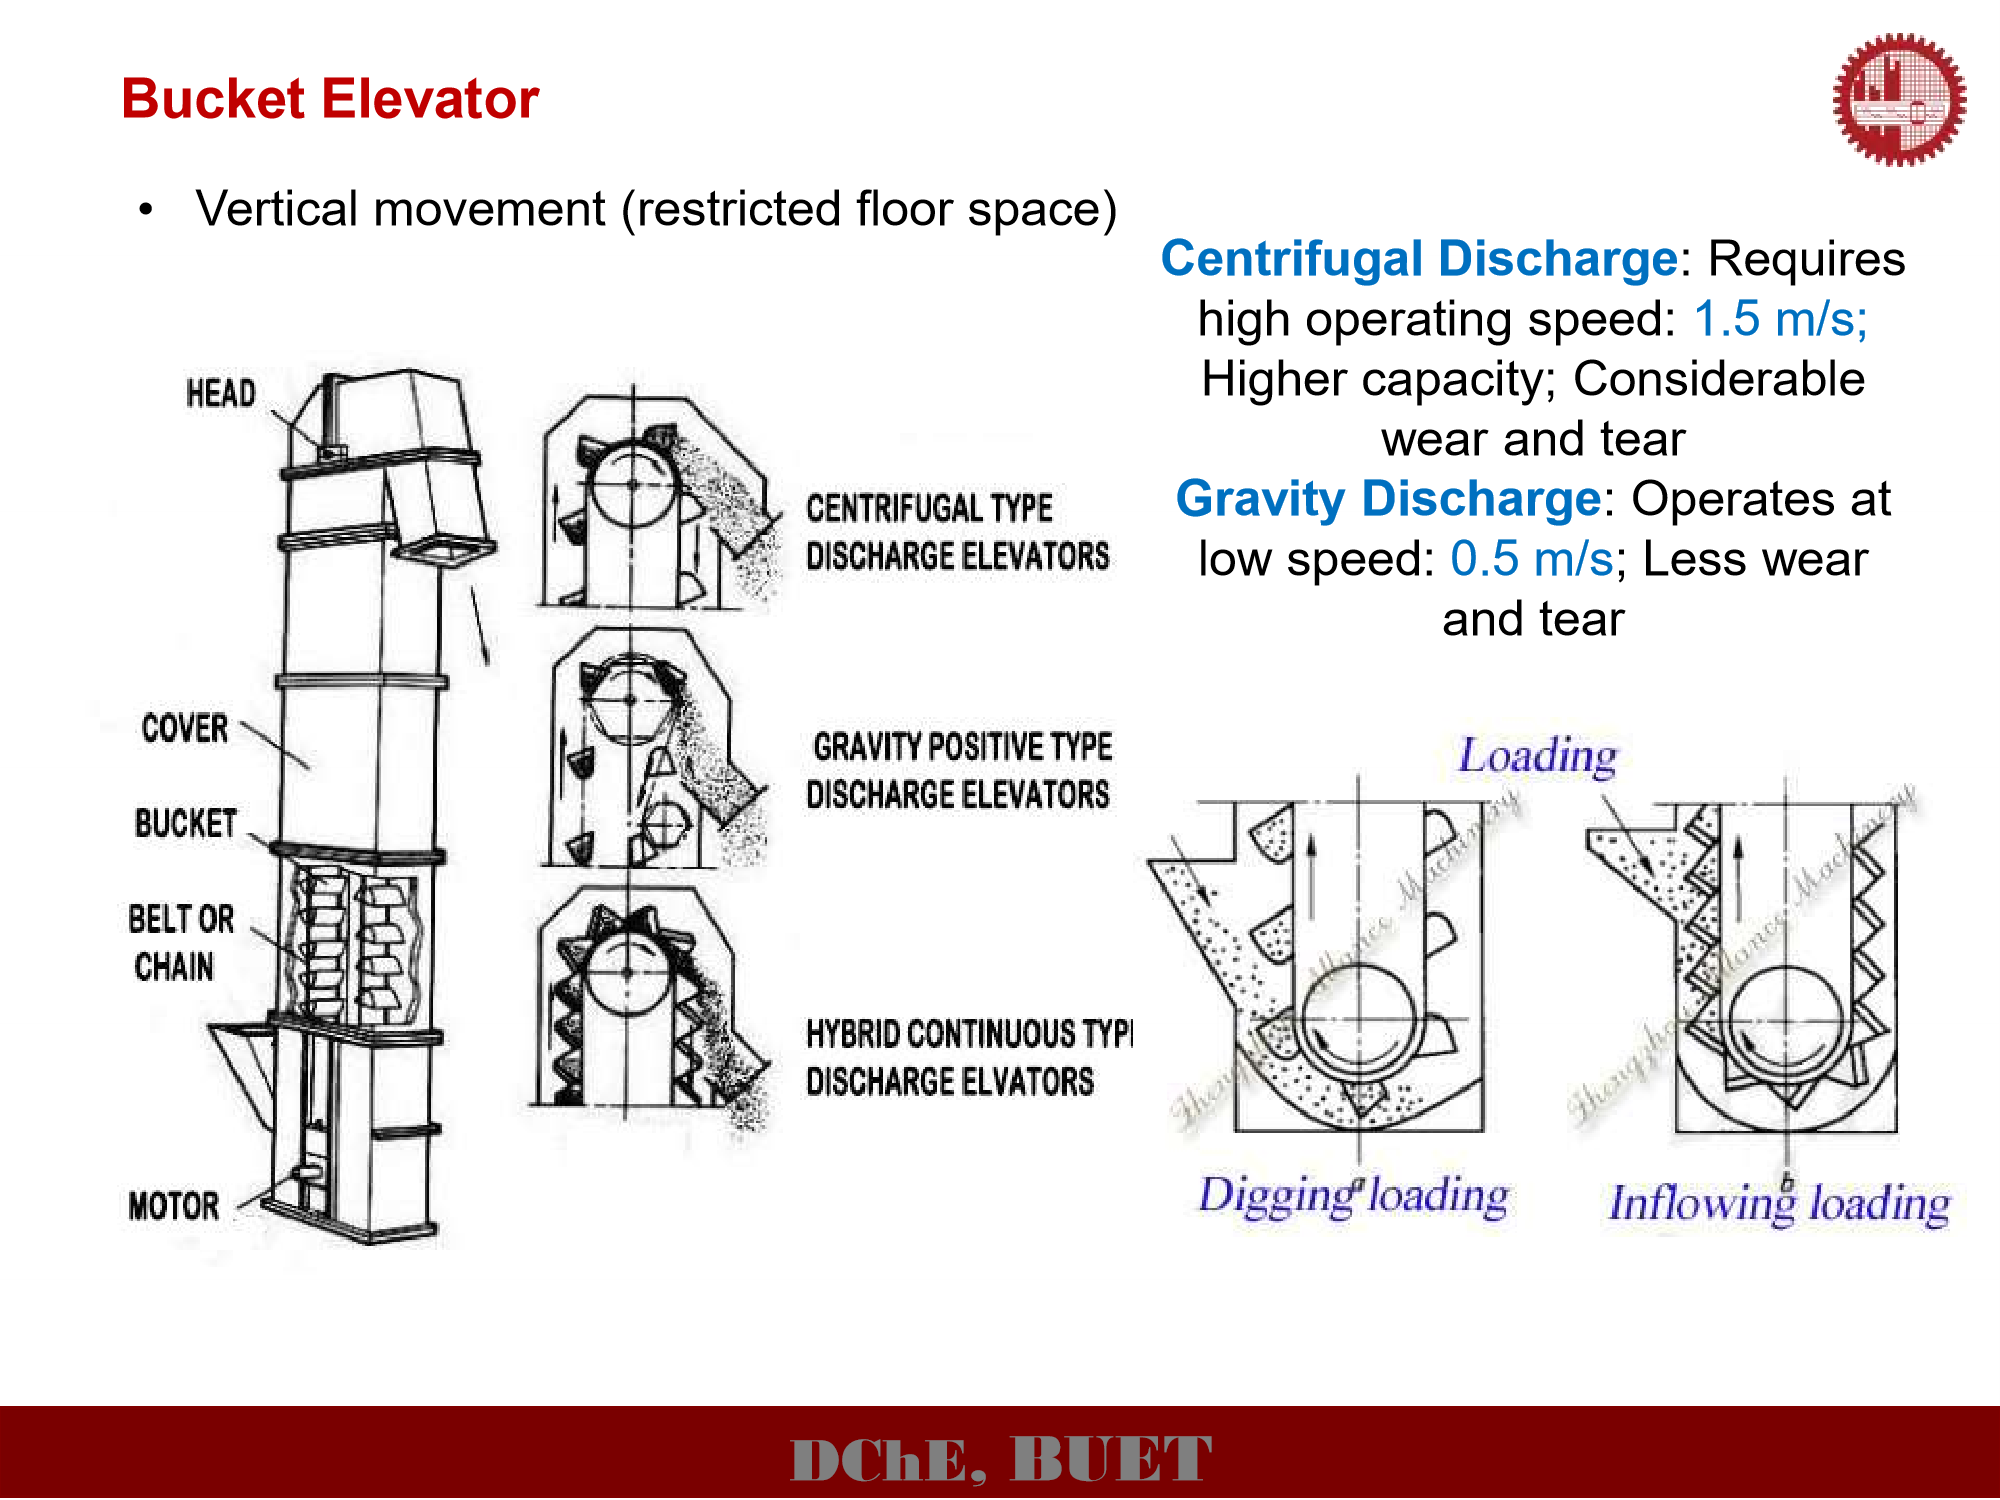 Bucket Elevator
• Vertical movement (restricted floor space)
Centrifugal Discharge: Requires
high operating speed: 1.5 m/s;
Higher capacity; Considerable
wear and tear
Gravity Discharge: Operates at
low speed: 0.5 m/s; Less wear
and tear
HEAD
COVER
BUCKET
BELT OR
CHAIN
MOTOR
CENTRIFUGAL TYPE
DISCHARGE ELEVATORS
GRAVITY POSITIVE TYPE
DISCHARGE ELEVATORS
HYBRID CONTINUOUS TYP
DISCHARGE ELVATORS
Loading
Machinery
Machinery
a
Digging loading
b
Inflowing loading
DChE, BUET